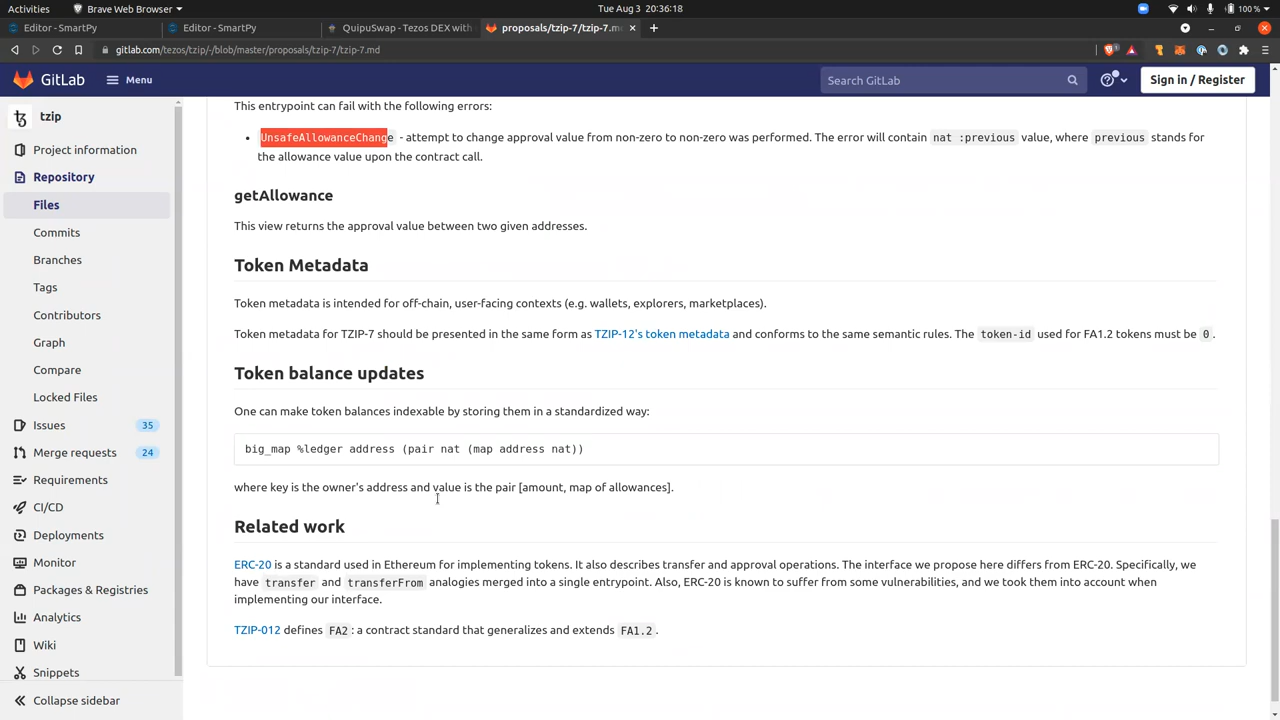 Activities
Brave Web Browser
Tue Aug 3 20:36:18
100 %
Editor - SmartPy
Editor - SmartPy
QuipuSwap - Tezos DEX with
proposals/tzip-7/tzip-7.m
gitlab.com/tezos/tzip/-/blob/master/proposals/tzip-7/tzip-7.md
GitLab
Menu
Search GitLab
Sign in / Register
tzip
Project information
Repository
Files
Commits
Branches
Tags
Contributors
Graph
Compare
Locked Files
Issues 35
Merge requests 24
Requirements
CI/CD
Deployments
Monitor
Packages & Registries
Analytics
Wiki
Snippets
Collapse sidebar
This entrypoint can fail with the following errors:
• UnsafeAllowanceChange - attempt to change approval value from non-zero to non-zero was performed. The error will contain nat :previous value, where previous stands for
the allowance value upon the contract call.
getAllowance
This view returns the approval value between two given addresses.
Token Metadata
Token metadata is intended for off-chain, user-facing contexts (e.g. wallets, explorers, marketplaces).
Token metadata for TZIP-7 should be presented in the same form as TZIP-12's token metadata and conforms to the same semantic rules. The token-id used for FA1.2 tokens must be 0.
Token balance updates
One can make token balances indexable by storing them in a standardized way:
big_map %ledger address (pair nat (map address nat))
where key is the owner's address and value is the pair [amount, map of allowances].
Related work
ERC-20 is a standard used in Ethereum for implementing tokens. It also describes transfer and approval operations. The interface we propose here differs from ERC-20. Specifically, we
have transfer and transferFrom analogies merged into a single entrypoint. Also, ERC-20 is known to suffer from some vulnerabilities, and we took them into account when
implementing our interface.
TZIP-012 defines FA2: a contract standard that generalizes and extends FA1.2.